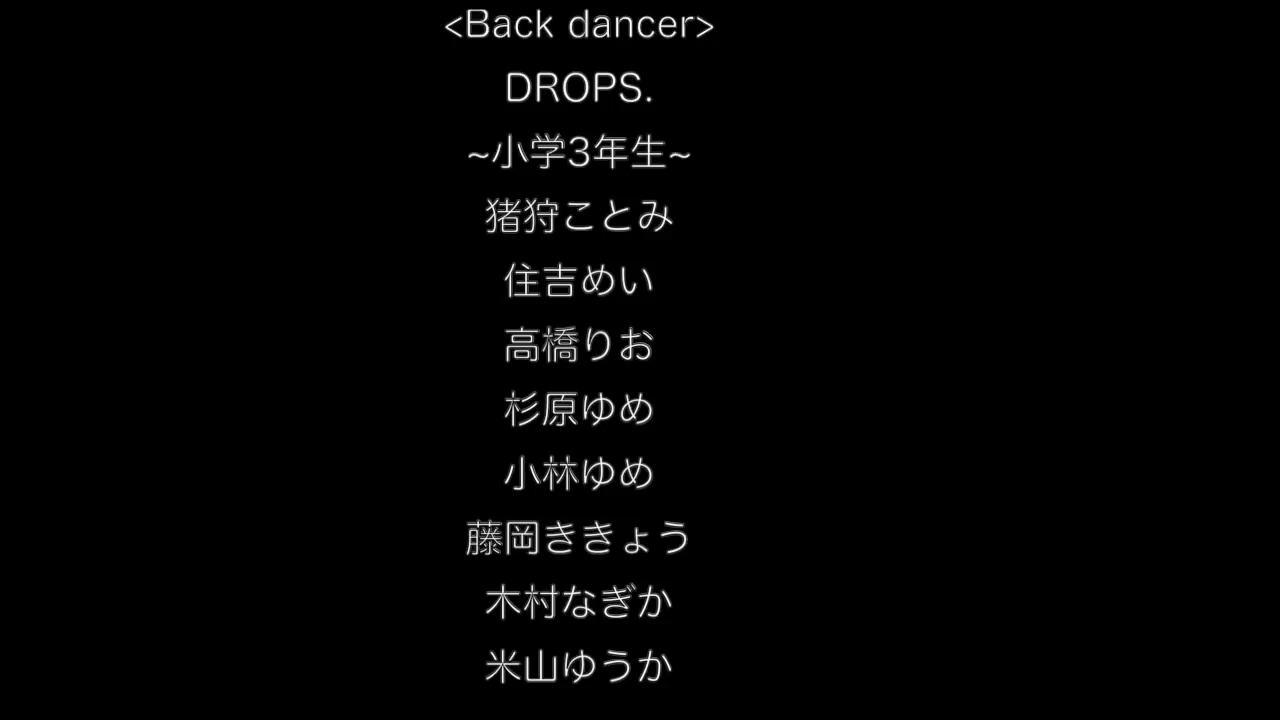 <Back dancer>
DROPS.
~小学3年生~
猪狩ことみ
住吉めい
高橋りお
杉原ゆめ
小林ゆめ
藤岡ききょう
木村なぎか
米山ゆうか